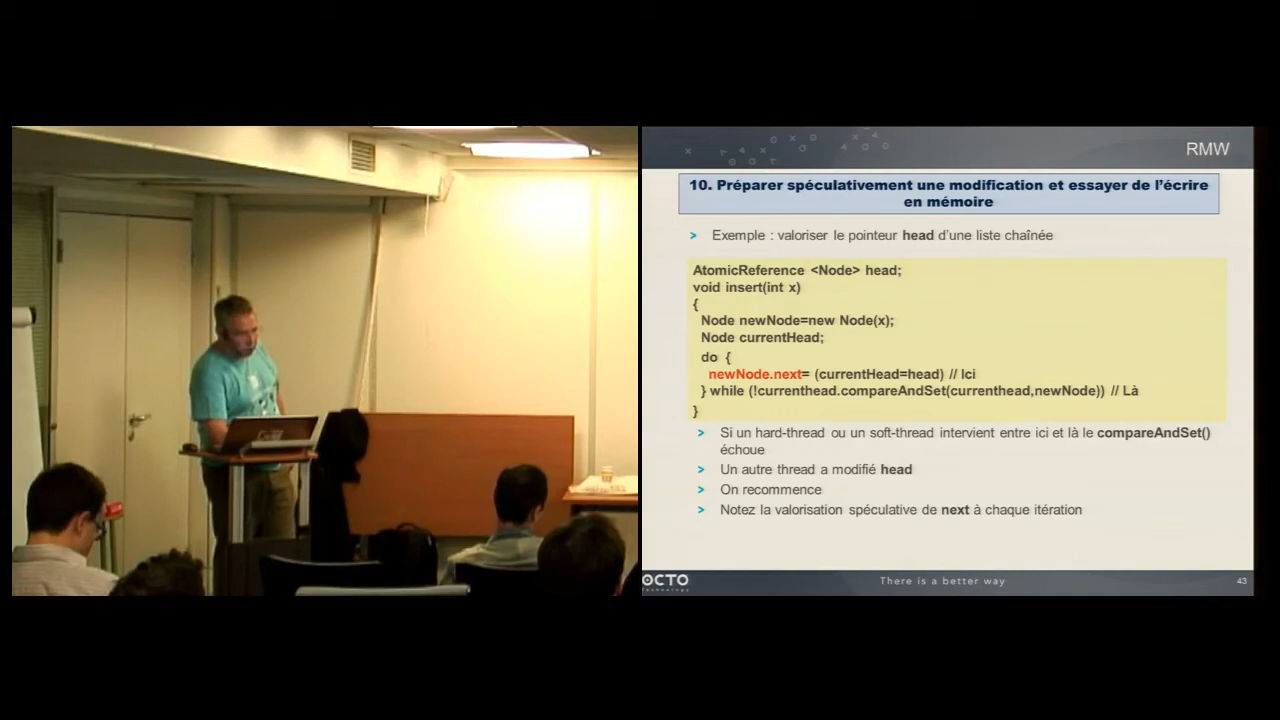 RMW
10. Préparer spéculativement une modification et essayer de l'écrire
en mémoire
> Exemple : valoriser le pointeur head d'une liste chaînée
AtomicReference <Node> head;
void insert(int x)
{
Node newNode=new Node(x);
Node currentHead;
do {
newNode.next= (currentHead=head) // Ici
} while (!currenthead.compareAndSet(currenthead,newNode)) // Là
}
> Si un hard-thread ou un soft-thread intervient entre ici et là le compareAndSet()
échoue
> Un autre thread a modifié head
> On recommence
> Notez la valorisation spéculative de next à chaque itération
OCTO
Technology
There is a better way
43